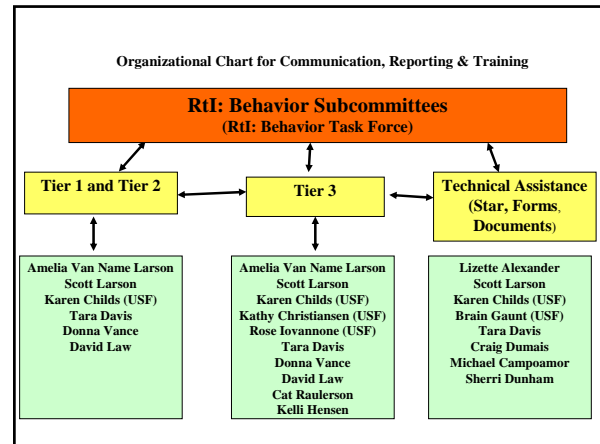 Organizational Chart for Communication, Reporting & Training
RtI: Behavior Subcommittees
(RtI: Behavior Task Force)
Tier 1 and Tier 2
Tier 3
Technical Assistance
(Star, Forms,
Documents)
Amelia Van Name Larson
Scott Larson
Karen Childs (USF)
Tara Davis
Donna Vance
David Law
Amelia Van Name Larson
Scott Larson
Karen Childs (USF)
Kathy Christiansen (USF)
Rose Iovannone (USF)
Tara Davis
Donna Vance
David Law
Cat Raulerson
Kelli Hensen
Lizette Alexander
Scott Larson
Karen Childs (USF)
Brain Gaunt (USF)
Tara Davis
Craig Dumais
Michael Campoamor
Sherri Dunham